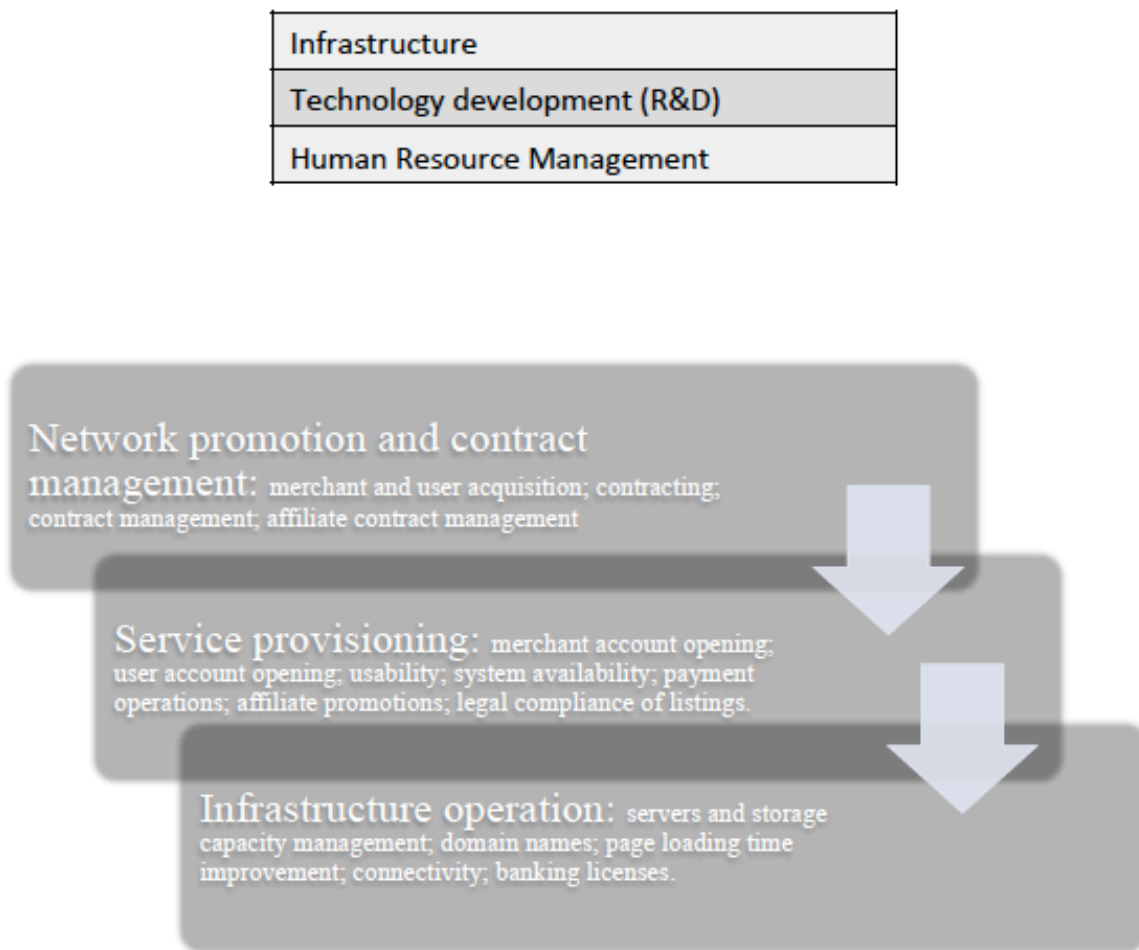 Infrastructure
Technology development (R&D)
Human Resource Management
Network promotion and contract
management: merchant and user acquisition; contracting;
contract management; affiliate contract management
Service provisioning: merchant account opening;
user account opening; usability; system availability; payment
operations; affiliate promotions; legal compliance of listings.
Infrastructure operation: servers and storage
capacity management; domain names; page loading time
improvement; connectivity; banking licenses.